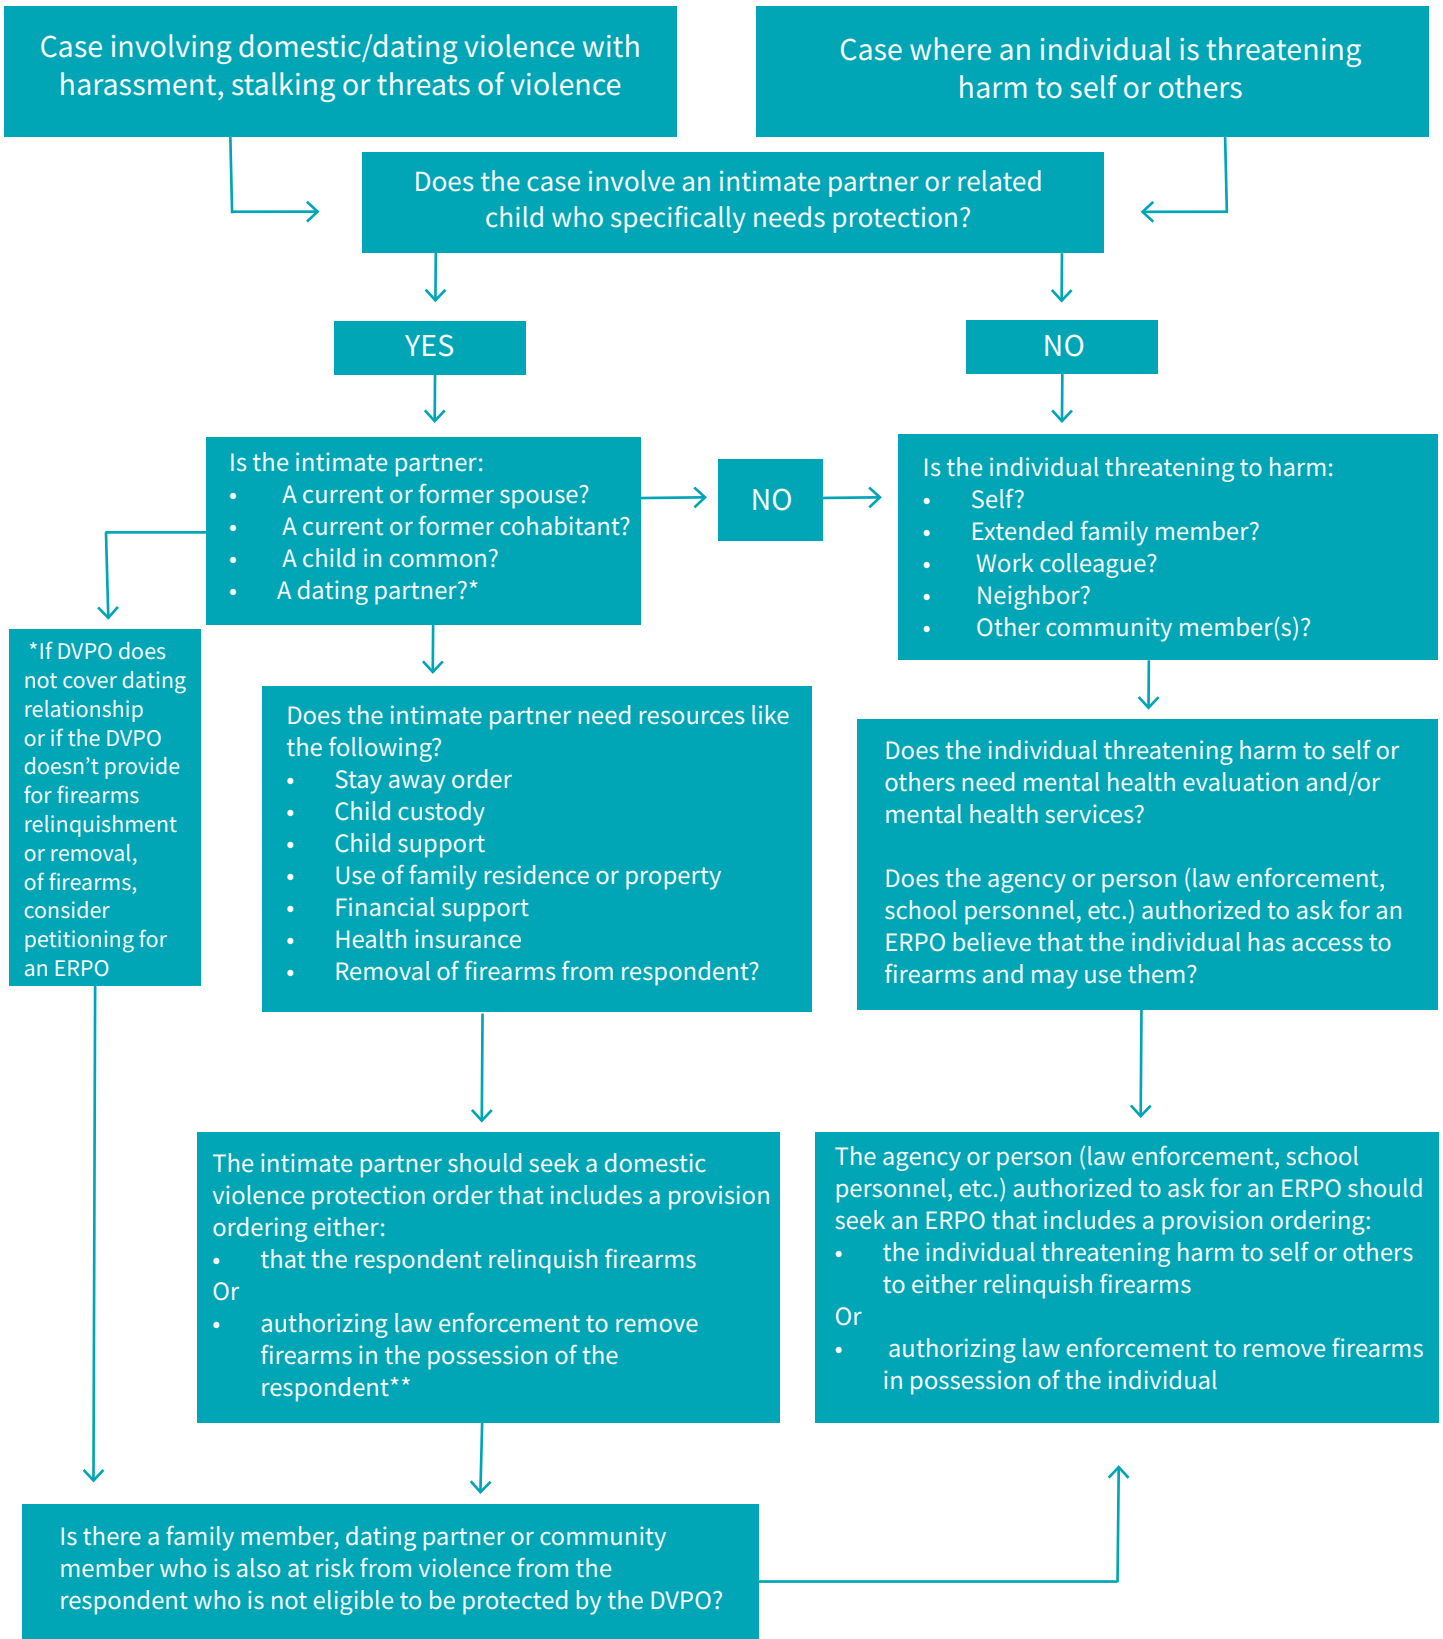 Case involving domestic/dating violence with
harassment, stalking or threats of violence
Case where an individual is threatening
harm to self or others
Does the case involve an intimate partner or related
child who specifically needs protection?
YES
NO
Is the intimate partner:
• A current or former spouse?
• A current or former cohabitant?
• A child in common?
• A dating partner?*
NO
Is the individual threatening to harm:
• Self?
• Extended family member?
• Work colleague?
• Neighbor?
• Other community member(s)?
*If DVPO does
not cover dating
relationship
or if the DVPO
doesn't provide
for firearms
relinquishment
or removal,
of firearms,
consider
petitioning for
an ERPO
Does the intimate partner need resources like
the following?
• Stay away order
• Child custody
• Child support
• Use of family residence or property
• Financial support
• Health insurance
• Removal of firearms from respondent?
Does the individual threatening harm to self or
others need mental health evaluation and/or
mental health services?
Does the agency or person (law enforcement,
school personnel, etc.) authorized to ask for an
ERPO believe that the individual has access to
firearms and may use them?
The intimate partner should seek a domestic
violence protection order that includes a provision
ordering either:
• that the respondent relinquish firearms
Or
• authorizing law enforcement to remove
firearms in the possession of the
respondent**
The agency or person (law enforcement, school
personnel, etc.) authorized to ask for an ERPO should
seek an ERPO that includes a provision ordering:
• the individual threatening harm to self or others
to either relinquish firearms
Or
• authorizing law enforcement to remove firearms
in possession of the individual
Is there a family member, dating partner or community
member who is also at risk from violence from the
respondent who is not eligible to be protected by the DVPO?